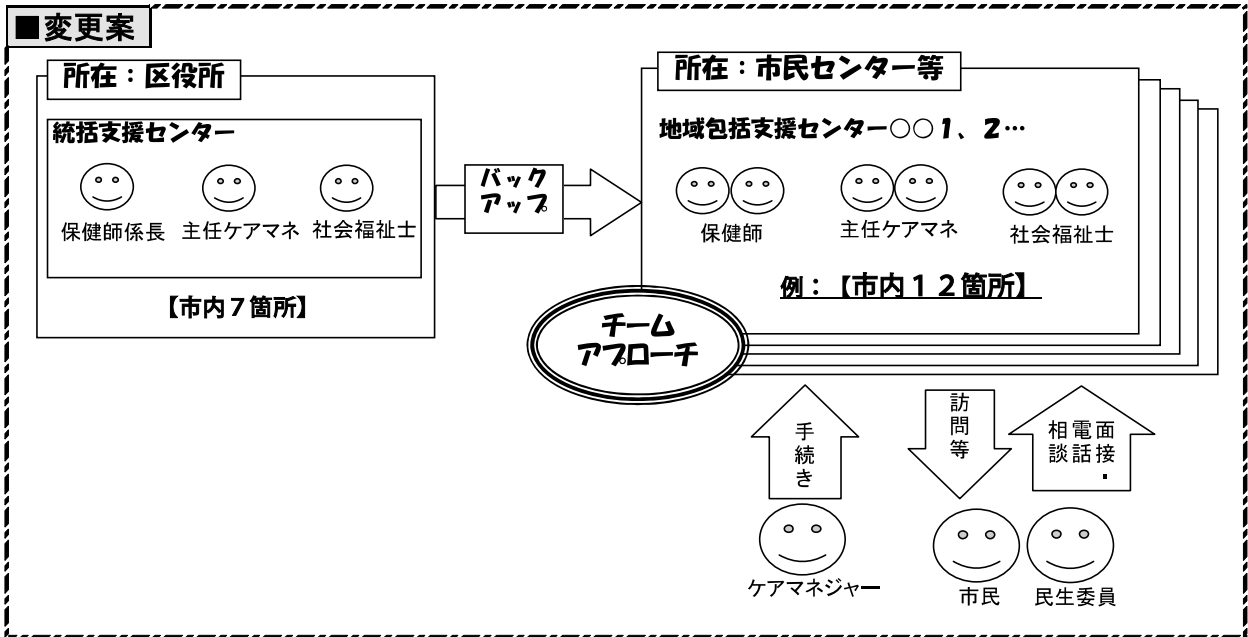 ■変更案
所在：区役所
統括支援センター
保健師係長
主任ケアマネ
社会福祉士
【市内７箇所】
バック
アップ
所在：市民センター等
地域包括支援センター○○１、２…
保健師
主任ケアマネ
社会福祉士
例：【市内１２箇所】
チーム
アプローチ
手続き
訪問等
面接・
電話
相談
ケアマネジャー
市民
民生委員